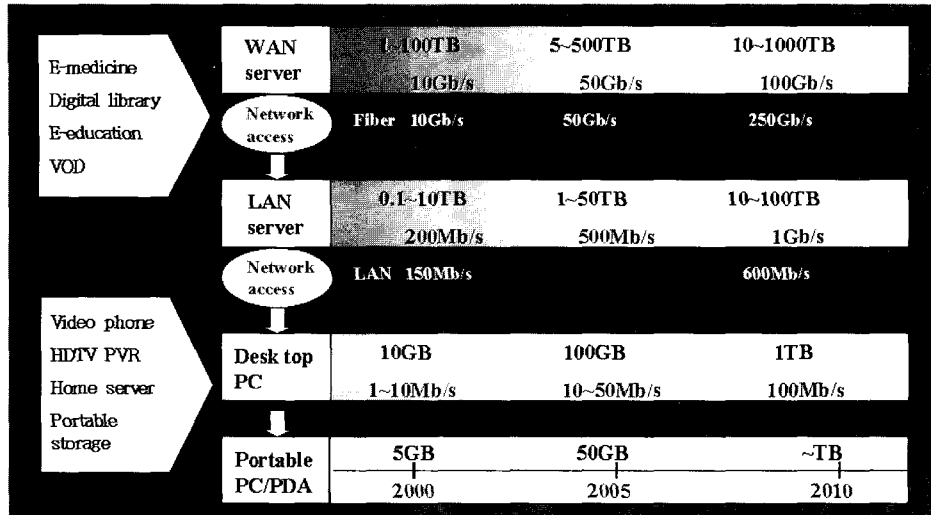 E-medicine
Digital library
E-education
VOD
WAN server
1~100TB 5~500TB 10~1000TB
10Gb/s 50Gb/s 100Gb/s
Network access
Fiber 10Gb/s 50Gb/s 250Gb/s
LAN server
0.1~10TB 1~50TB 10~100TB
200Mb/s 500Mb/s 1Gb/s
Network access
LAN 150Mb/s 600Mb/s
Video phone
HDTV PVR
Home server
Portable storage
Desk top PC
10GB 100GB 1TB
1~10Mb/s 10~50Mb/s 100Mb/s
Portable PC/PDA
5GB 50GB ~TB
2000 2005 2010